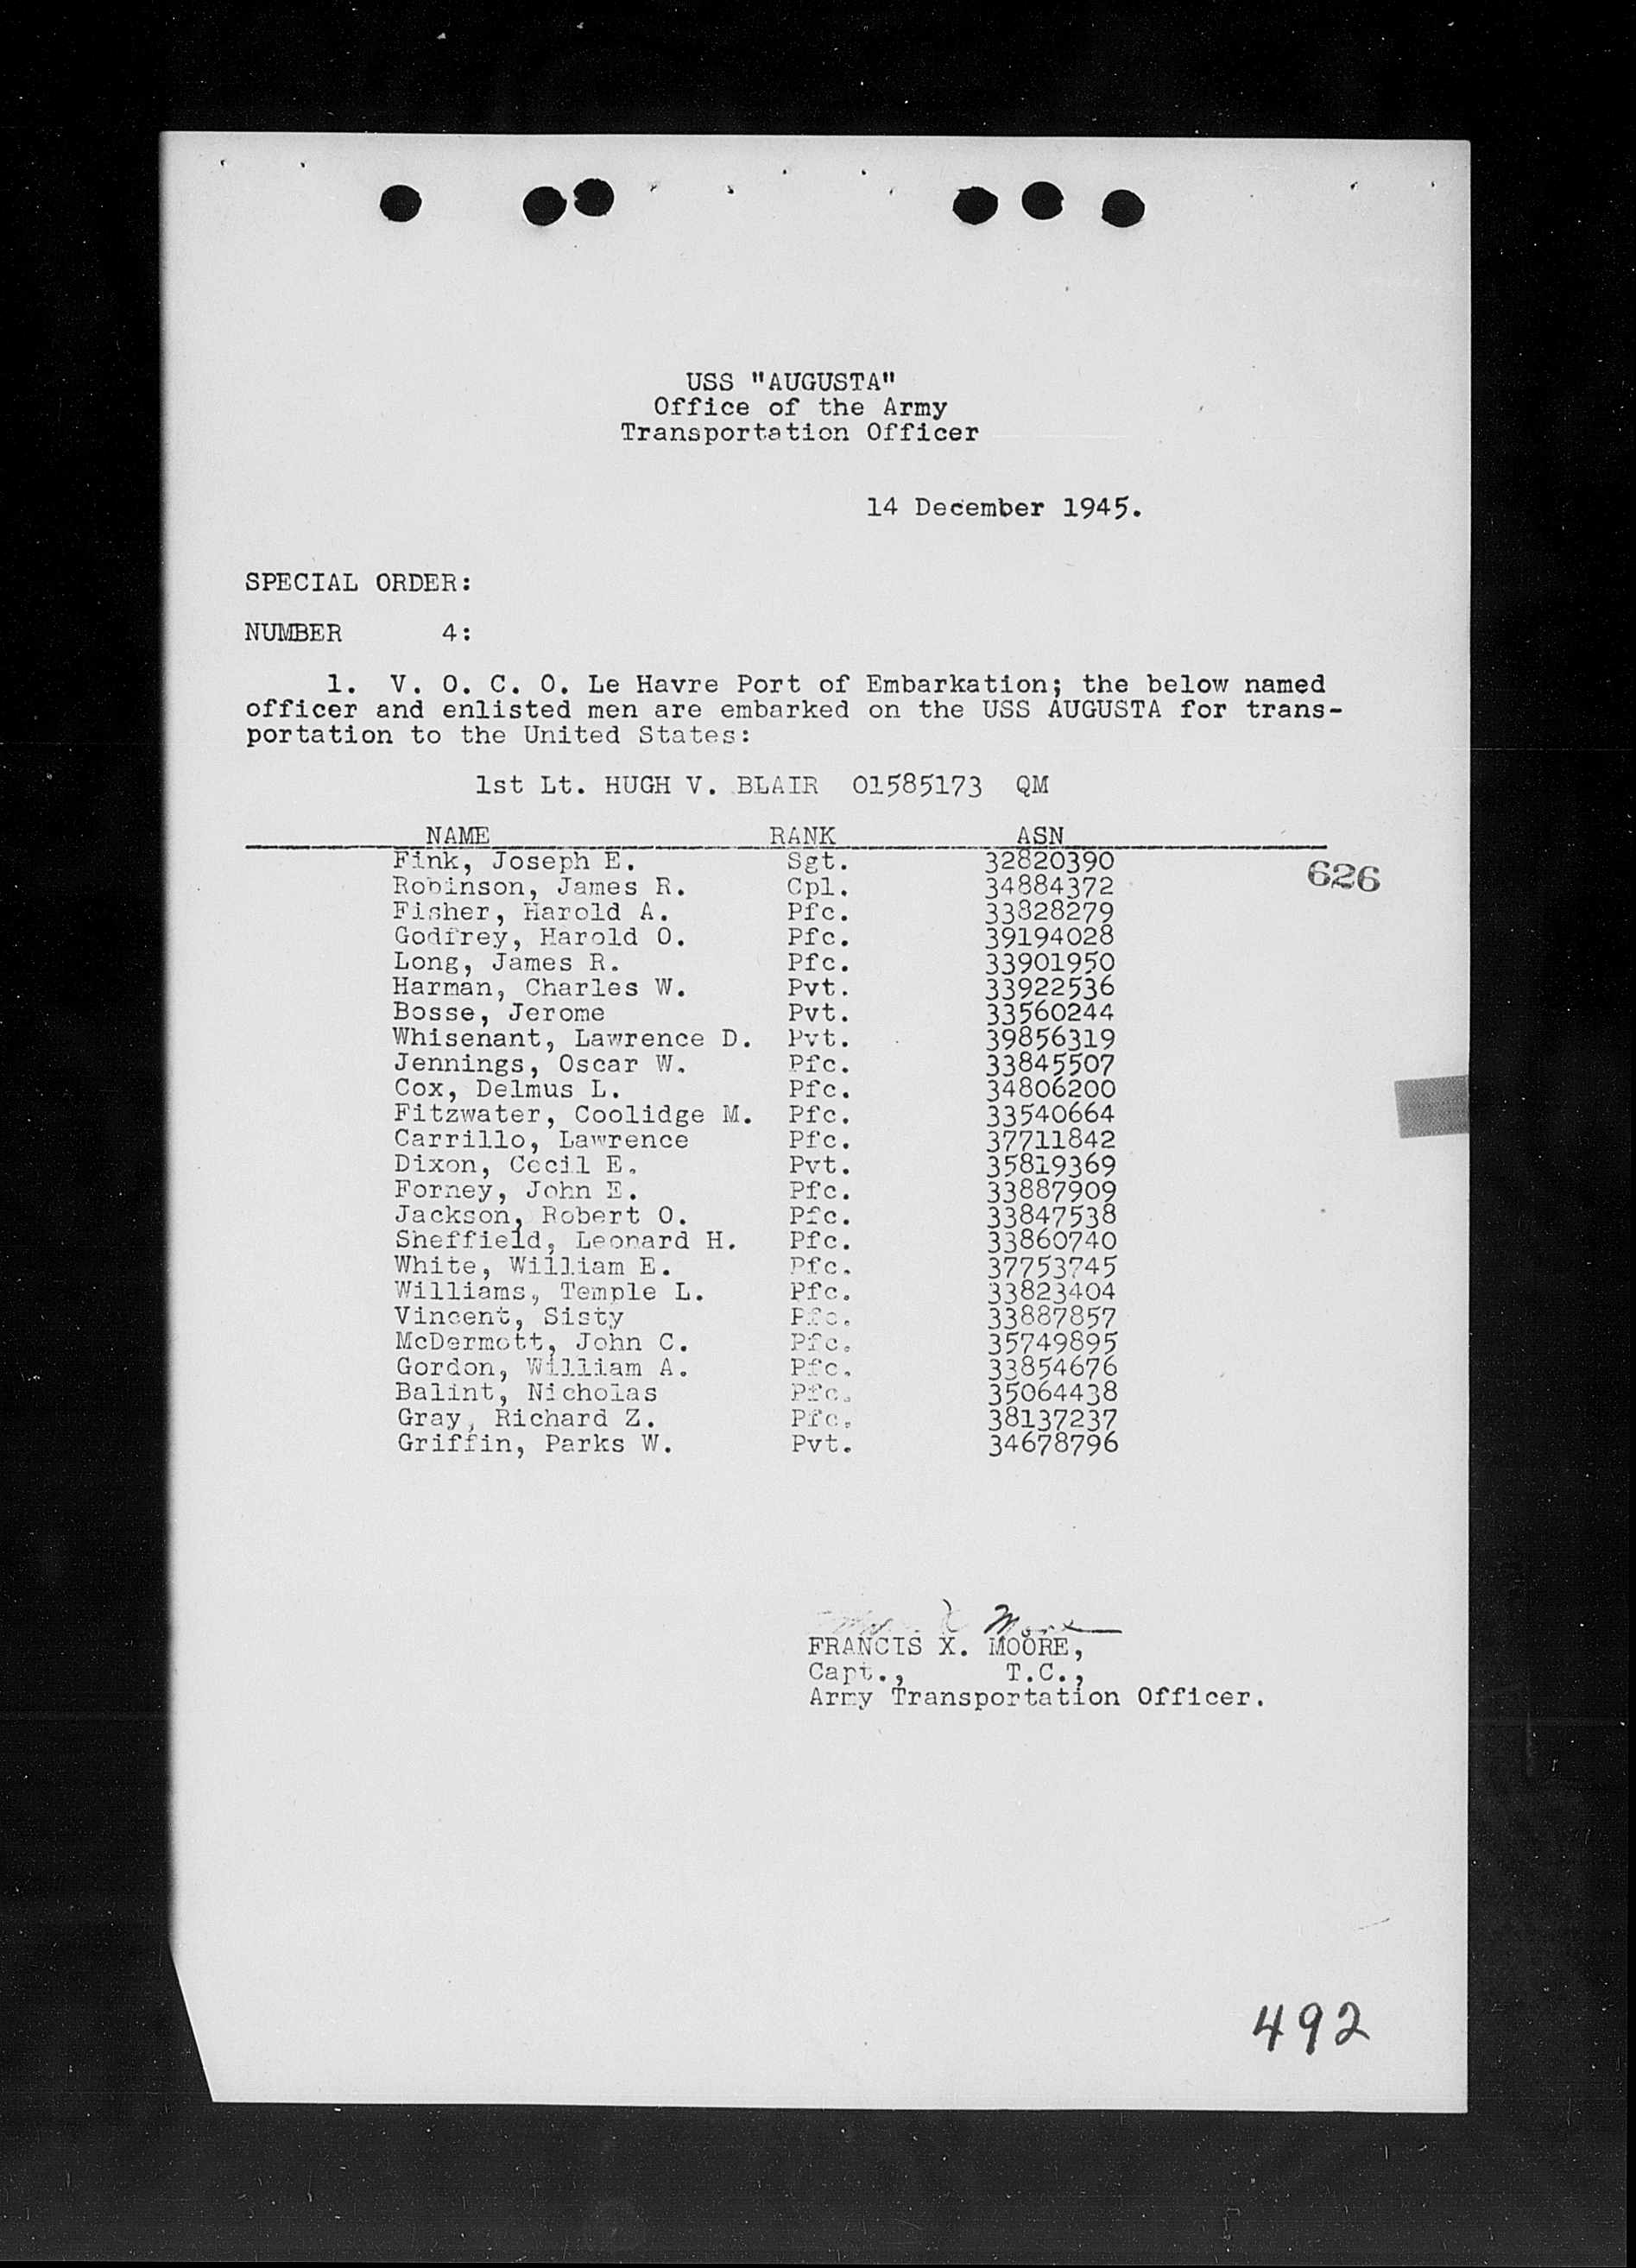 USS "AUGUSTA"
Office of the Army
Transportation Officer
14 December 1945.
SPECIAL ORDER:
NUMBER 4:
1. V. O. C. O. Le Havre Port of Embarkation; the below named
officer and enlisted men are embarked on the USS AUGUSTA for trans-
portation to the United States:
1st Lt. HUGH V. BLAIR 01585173 QM
NAME RANK ASN
Fink, Joseph E. Sgt. 32820390
626
Robinson, James R. Cpl. 34884372
Fisher, Harold A. Pfc. 33828279
Godfrey, Harold O. Pfc. 39194028
Long, James R. Pfc. 33901950
Harman, Charles W. Pvt. 33922536
Bosse, Jerome Pvt. 33560244
Whisenant, Lawrence D. Pvt. 39856319
Jennings, Oscar W. Pfc. 33845507
Cox, Delmus L. Pfc. 34806200
Fitzwater, Coolidge M. Pfc. 33540664
Carrillo, Lawrence Pfc. 37711842
Dixon, Cecil E. Pvt. 35819369
Forney, John E. Pfc. 33887909
Jackson, Robert O. Pfc. 33847538
Sheffield, Leonard H. Pfc. 33860740
White, William E. Pfc. 37753745
Williams, Temple L. Pfc. 33823404
Vincent, Sisty Pfc. 33887857
McDermott, John C. Pfc. 35749895
Gordon, William A. Pfc. 33854676
Balint, Nicholas Pfc. 35064438
Gray, Richard Z. Pfc. 38137237
Griffin, Parks W. Pvt. 34678796
X Moore
FRANCIS X. MOORE,
Capt., T.C.,
Army Transportation Officer.
492